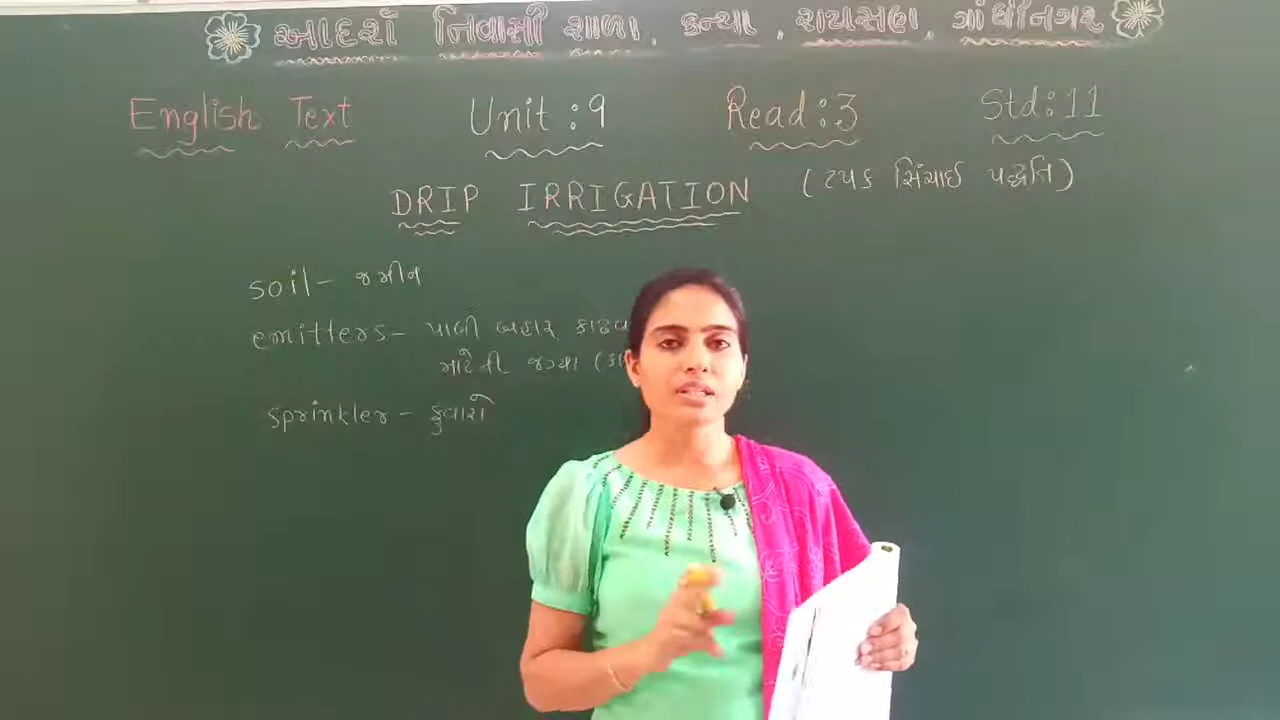 આદર્શ નિવાસી શાળા, કન્યા, રાયસણ, ગાંધીનગર
English Text Unit : 9 Read : 3 Std : 11
DRIP IRRIGATION (ટપક સિંચાઈ પદ્ધતિ)
soil - જમીન
emitters - પાણી બહાર કાઢવ
માટેની જગ્યા (કા
sprinkler - ફુવારો